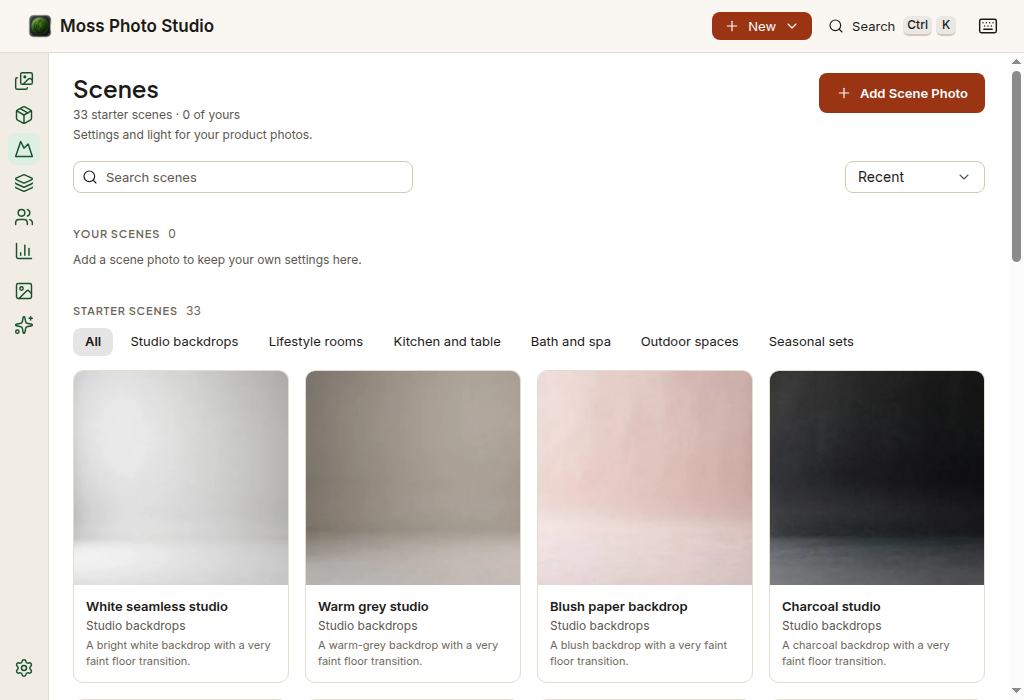 Moss Photo Studio
New
Search Ctrl K
Scenes
33 starter scenes · 0 of yours
Settings and light for your product photos.
Add Scene Photo
Search scenes
Recent
YOUR SCENES 0
Add a scene photo to keep your own settings here.
STARTER SCENES 33
All Studio backdrops Lifestyle rooms Kitchen and table Bath and spa Outdoor spaces Seasonal sets
White seamless studio
Studio backdrops
A bright white backdrop with a very
faint floor transition.
Warm grey studio
Studio backdrops
A warm-grey backdrop with a very
faint floor transition.
Blush paper backdrop
Studio backdrops
A blush backdrop with a very faint
floor transition.
Charcoal studio
Studio backdrops
A charcoal backdrop with a very
faint floor transition.